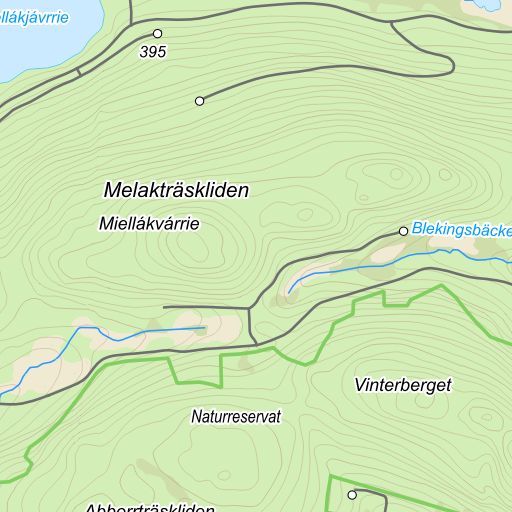 395
Melakträskliden
Miellákvárrie
Blekingsbäcke
Vinterberget
Naturreservat